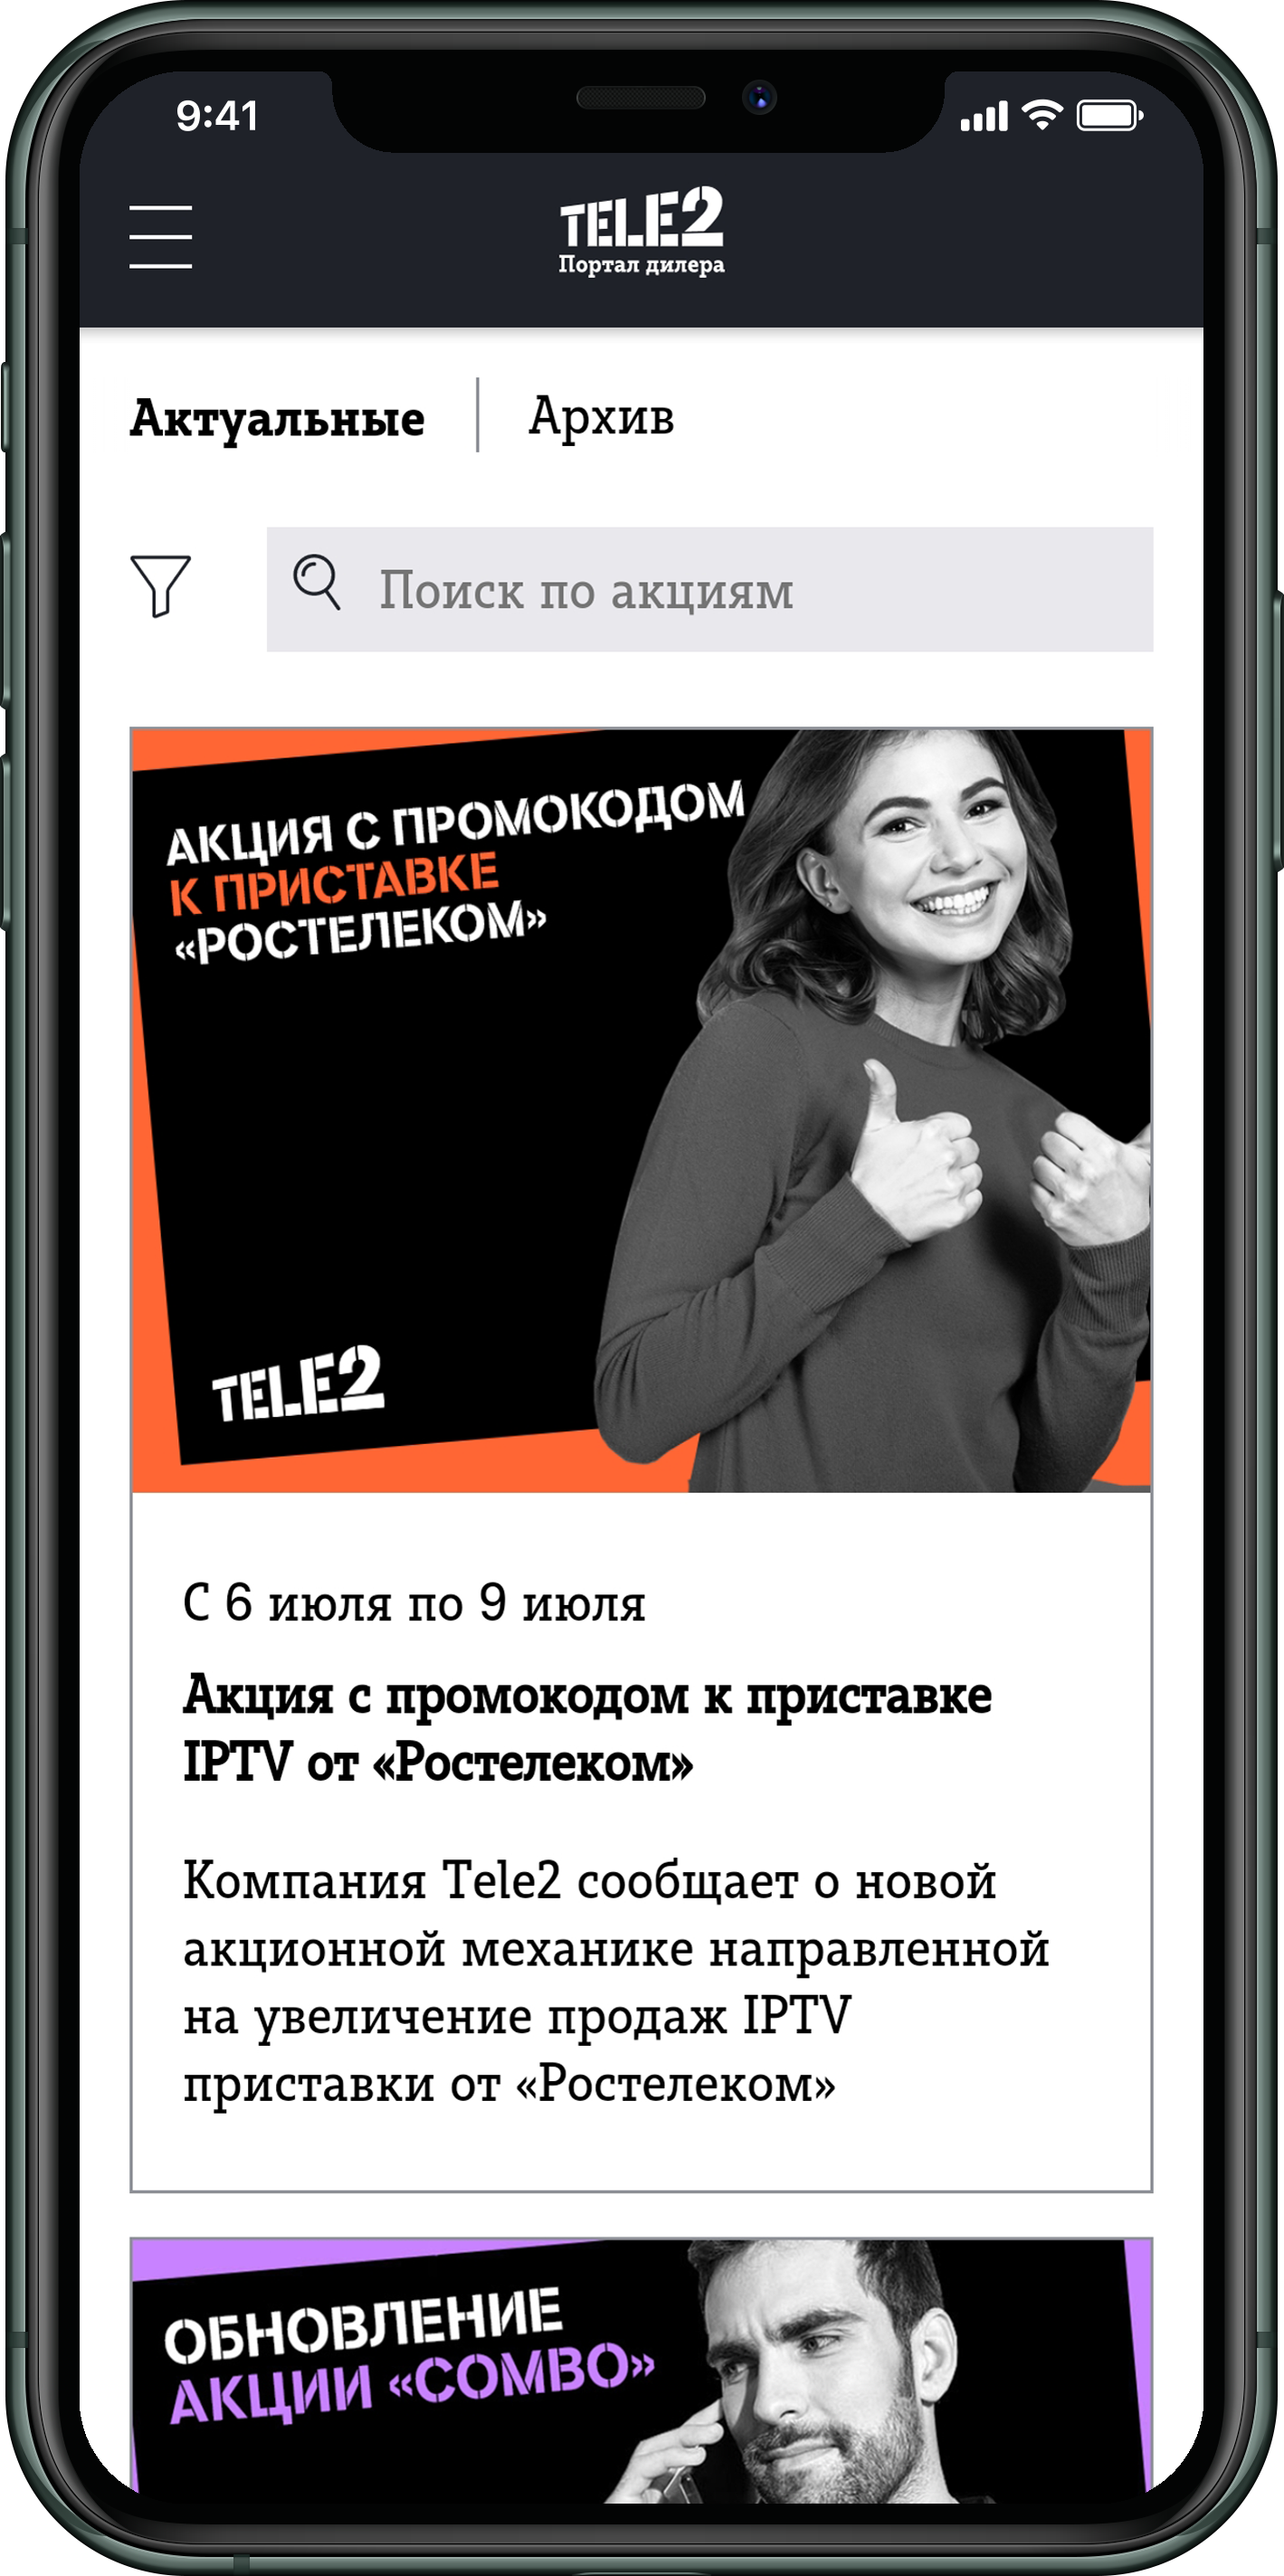 9:41
TELE2
Портал дилера
Актуальные
Архив
Поиск по акциям
АКЦИЯ С ПРОМОКОДОМ
К ПРИСТАВКЕ
«РОСТЕЛЕКОМ»
TELE2
С 6 июля по 9 июля
Акция с промокодом к приставке
IPTV от «Ростелеком»
Компания Tele2 сообщает о новой
акционной механике направленной
на увеличение продаж IPTV
приставки от «Ростелеком»
ОБНОВЛЕНИЕ
АКЦИИ «COMBO»